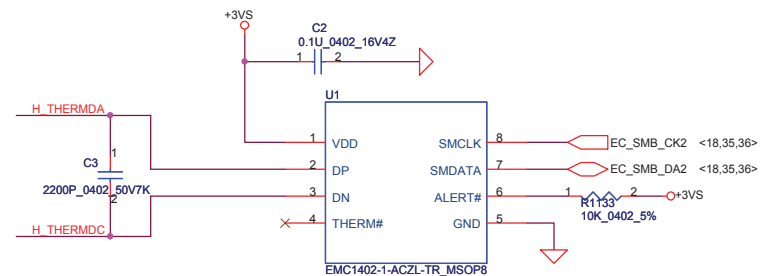 +3VS
C2
0.1U_0402_16V4Z
1 2
U1
H_THERMDA
1 VDD SMCLK 8 EC_SMB_CK2 <18,35,36>
1
C3
2 DP SMDATA 7 EC_SMB_DA2 <18,35,36>
2200P_0402_50V7K
2
3 DN ALERT# 6 1 2 +3VS
R1133
10K_0402_5%
H_THERMDC
4 THERM# GND 5
EMC1402-1-ACZL-TR_MSOP8